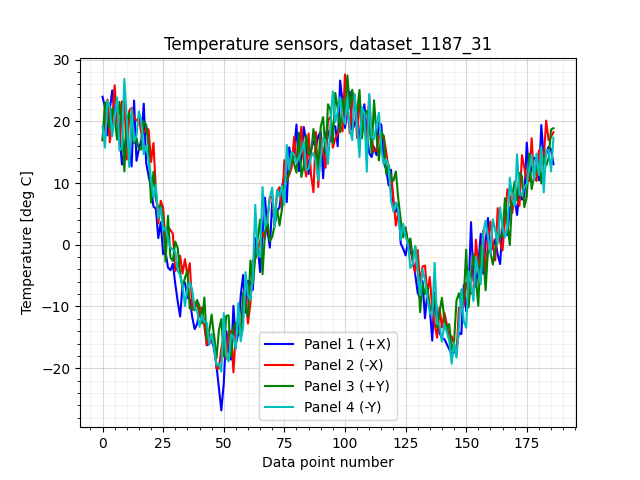 Temperature sensors, dataset_1187_31
Temperature [deg C]
30
20
10
0
−10
−20
0
25
50
75
100
125
150
175
Data point number
Panel 1 (+X)
Panel 2 (-X)
Panel 3 (+Y)
Panel 4 (-Y)